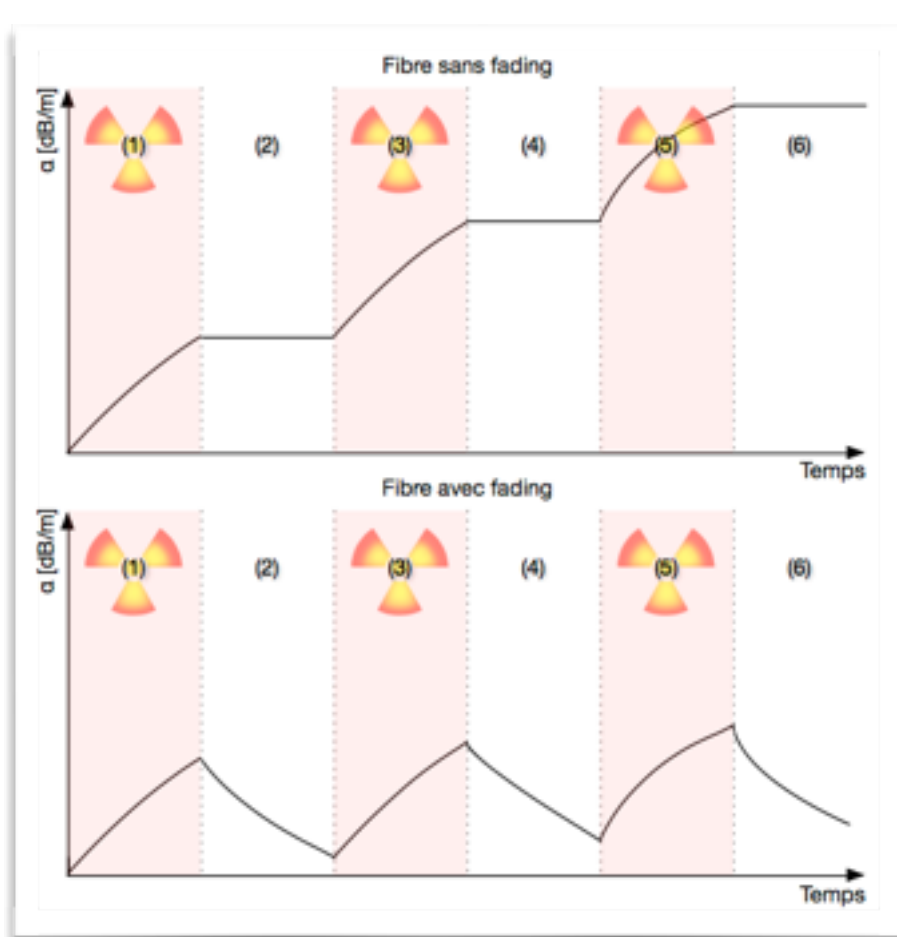 Fibre sans fading
α [dB/m]
(1) (2) (3) (4) (5) (6)
Temps
Fibre avec fading
α [dB/m]
(1) (2) (3) (4) (5) (6)
Temps